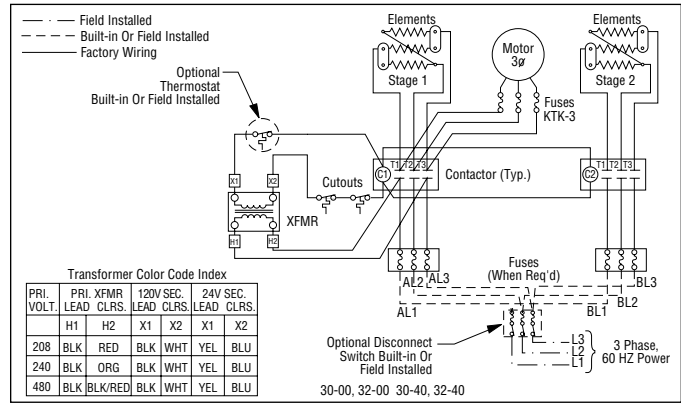 Field Installed
Built-in Or Field Installed
Factory Wiring
Optional
Thermostat
Built-in Or Field Installed
Elements
Stage 1
Motor
3ø
Fuses
KTK-3
Elements
Stage 2
T1 T2 T3
C1
Contactor (Typ.)
C2
T1 T2 T3
X1
X2
Cutouts
XFMR
H1
H2
AL1
AL2
AL3
Fuses
(When Req'd)
BL1
BL2
BL3
Optional Disconnect
Switch Built-in Or
Field Installed
L3
L2
L1
3 Phase,
60 HZ Power
30-00, 32-00 30-40, 32-40
Transformer Color Code Index
PRI. VOLT. PRI. XFMR LEAD CLRS. 120V SEC. LEAD CLRS. 24V SEC. LEAD CLRS.
H1 H2 X1 X2 X1 X2
208 BLK RED BLK WHT YEL BLU
240 BLK ORG BLK WHT YEL BLU
480 BLK BLK/RED BLK WHT YEL BLU